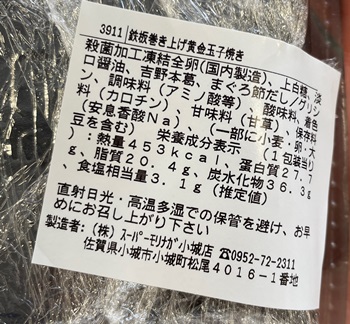 3911 鉄板巻き上げ黄金玉子焼き
殺菌加工凍結全卵(国内製造)、上白糖、淡
口醤油、吉野本葛、まぐろ節だし/グリシ
ン、調味料(アミノ酸等)、酸味料、着色
料(カロチン)、甘味料(甘草)、保存料
(安息香酸Na)、(一部に小麦・卵・大
豆を含む) 栄養成分表示 (1包装当り
):熱量453kcal、蛋白質27.7
g、脂質20.4g、炭水化物36.3g
、食塩相当量3.1g(推定値)
直射日光・高温多湿での保管を避け、お早
めにお召し上がり下さい
製造者:(株)スーパーモリナガ小城店 ☎0952-72-2311
佐賀県小城市小城町松尾4016-1番地